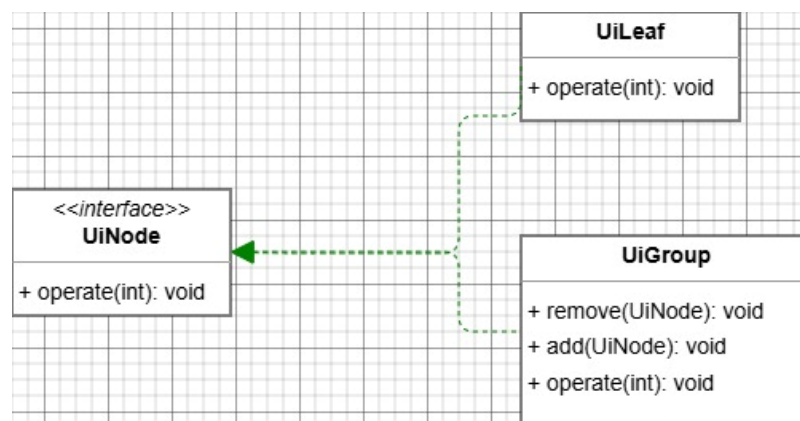 UiLeaf
+ operate(int): void
<<interface>>
UiNode
+ operate(int): void
UiGroup
+ remove(UiNode): void
+ add(UiNode): void
+ operate(int): void